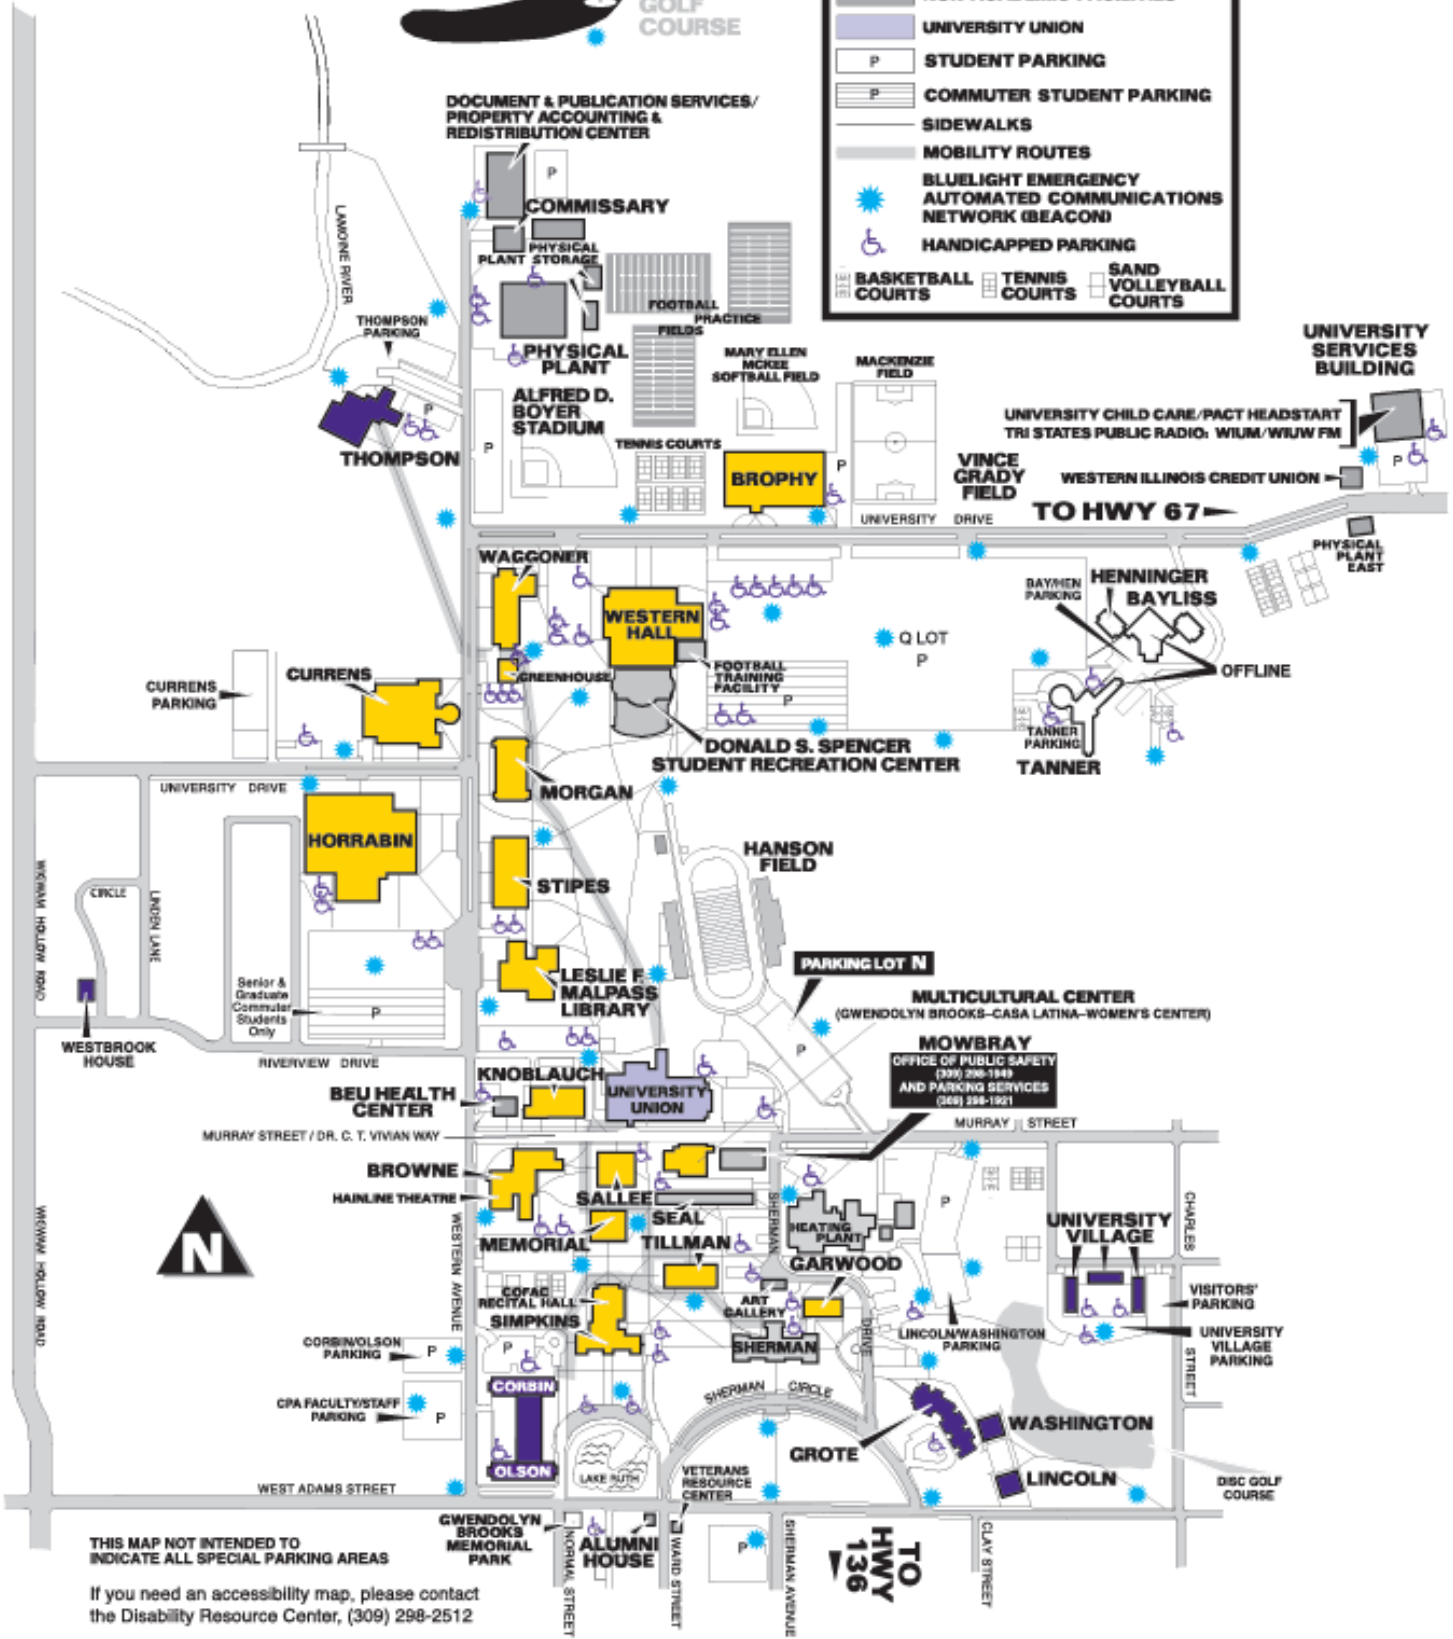 GOLF
COURSE
UNIVERSITY UNION
P
STUDENT PARKING
P
COMMUTER STUDENT PARKING
SIDEWALKS
MOBILITY ROUTES
BLUELIGHT EMERGENCY
AUTOMATED COMMUNICATIONS
NETWORK (BEACON)
HANDICAPPED PARKING
BASKETBALL
COURTS
TENNIS
COURTS
SAND
VOLLEYBALL
COURTS
DOCUMENT & PUBLICATION SERVICES/
PROPERTY ACCOUNTING &
REDISTRIBUTION CENTER
P
COMMISSARY
PHYSICAL
PLANT STORAGE
LAMOINE RIVER
FOOTBALL
PRACTICE
FIELDS
THOMPSON
PARKING
PHYSICAL
PLANT
MARY ELLEN
MCKEE
SOFTBALL FIELD
MACKENZIE
FIELD
UNIVERSITY
SERVICES
BUILDING
ALFRED D.
BOYER
STADIUM
P
P
UNIVERSITY CHILD CARE/PACT HEADSTART
TRI STATES PUBLIC RADIO: WIUM/WIUW FM
THOMPSON
TENNIS COURTS
BROPHY
P
VINCE
GRADY
FIELD
P
WESTERN ILLINOIS CREDIT UNION
TO HWY 67
UNIVERSITY DRIVE
PHYSICAL
PLANT
EAST
WAGGONER
BAY/HEN
PARKING
HENNINGER
BAYLISS
WESTERN
HALL
Q LOT
P
OFFLINE
CURRENS
PARKING
CURRENS
GREENHOUSE
FOOTBALL
TRAINING
FACILITY
P
TANNER
PARKING
TANNER
DONALD S. SPENCER
STUDENT RECREATION CENTER
UNIVERSITY DRIVE
MORGAN
HORRABIN
HANSON
FIELD
WIGWAM HOLLOW ROAD
CIRCLE
LINDEN LANE
STIPES
PARKING LOT N
LESLIE F.
MALPASS
LIBRARY
Senior &
Graduate
Commuter
Students
Only
P
MULTICULTURAL CENTER
(GWENDOLYN BROOKS-CASA LATINA-WOMEN'S CENTER)
WESTBROOK
HOUSE
RIVERVIEW DRIVE
P
MOWBRAY
OFFICE OF PUBLIC SAFETY
(309) 298-1949
AND PARKING SERVICES
(309) 298-1921
KNOBLAUCH
BEU HEALTH
CENTER
UNIVERSITY
UNION
MURRAY STREET
MURRAY STREET / DR. C. T. VIVIAN WAY
BROWNE
HAINLINE THEATRE
SALLEE
SEAL
SHERMAN
HEATING
PLANT
P
CHARLES
UNIVERSITY
VILLAGE
WIGWAM HOLLOW ROAD
N
WESTERN AVENUE
MEMORIAL
TILLMAN
GARWOOD
COFAC
RECITAL HALL
SIMPKINS
ART
GALLERY
SHERMAN
DRIVE
LINCOLN/WASHINGTON
PARKING
VISITORS'
PARKING
UNIVERSITY
VILLAGE
PARKING
STREET
CORBIN/OLSON
PARKING
P
P
CORBIN
CPA FACULTY/STAFF
PARKING
P
SHERMAN CIRCLE
WASHINGTON
GROTE
OLSON
LAKE RUTH
LINCOLN
WEST ADAMS STREET
VETERANS
RESOURCE
CENTER
DISC GOLF
COURSE
GWENDOLYN
BROOKS
MEMORIAL
PARK
NORMAL STREET
ALUMNI
HOUSE
WARD STREET
P
SHERMAN AVENUE
TO
HWY
136
CLAY STREET
THIS MAP NOT INTENDED TO
INDICATE ALL SPECIAL PARKING AREAS
If you need an accessibility map, please contact
the Disability Resource Center, (309) 298-2512